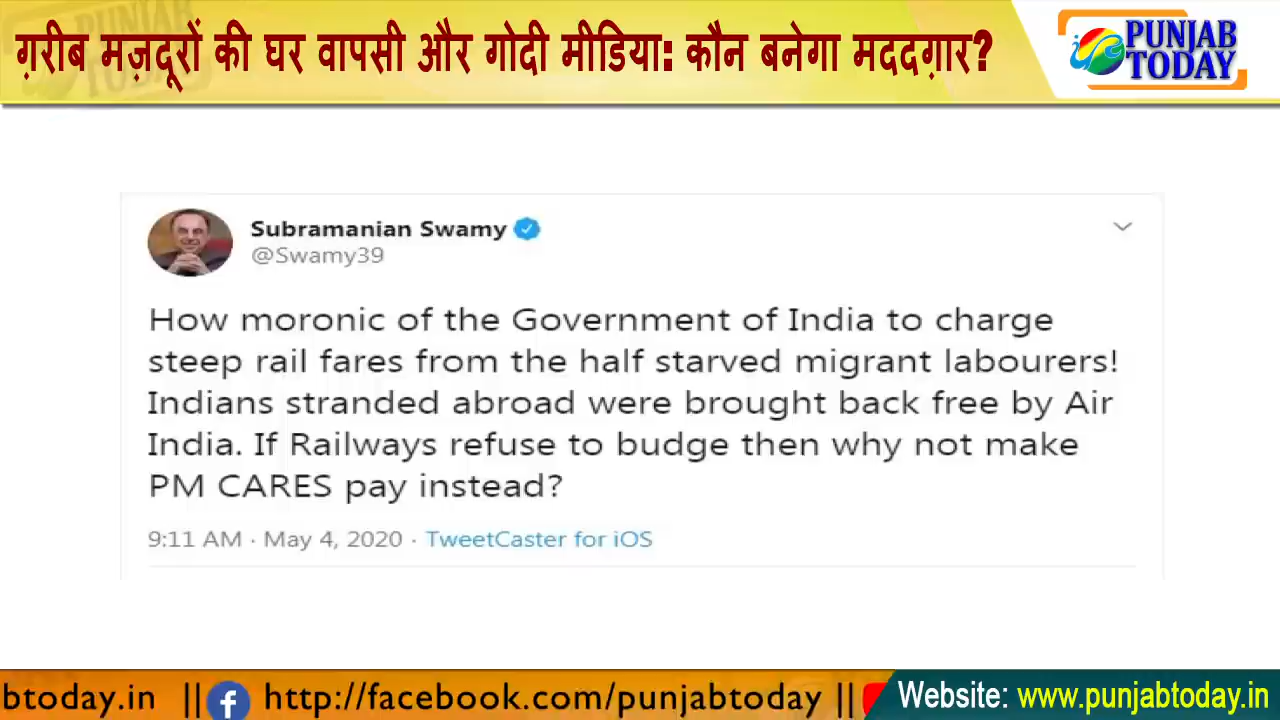 ग़रीब मज़दूरों की घर वापसी और गोदी मीडिया: कौन बनेगा मददग़ार?
PUNJAB
TODAY
Subramanian Swamy
@Swamy39
How moronic of the Government of India to charge
steep rail fares from the half starved migrant labourers!
Indians stranded abroad were brought back free by Air
India. If Railways refuse to budge then why not make
PM CARES pay instead?
9:11 AM · May 4, 2020 · TweetCaster for iOS
btoday.in || f http://facebook.com/punjabtoday || Website: www.punjabtoday.in